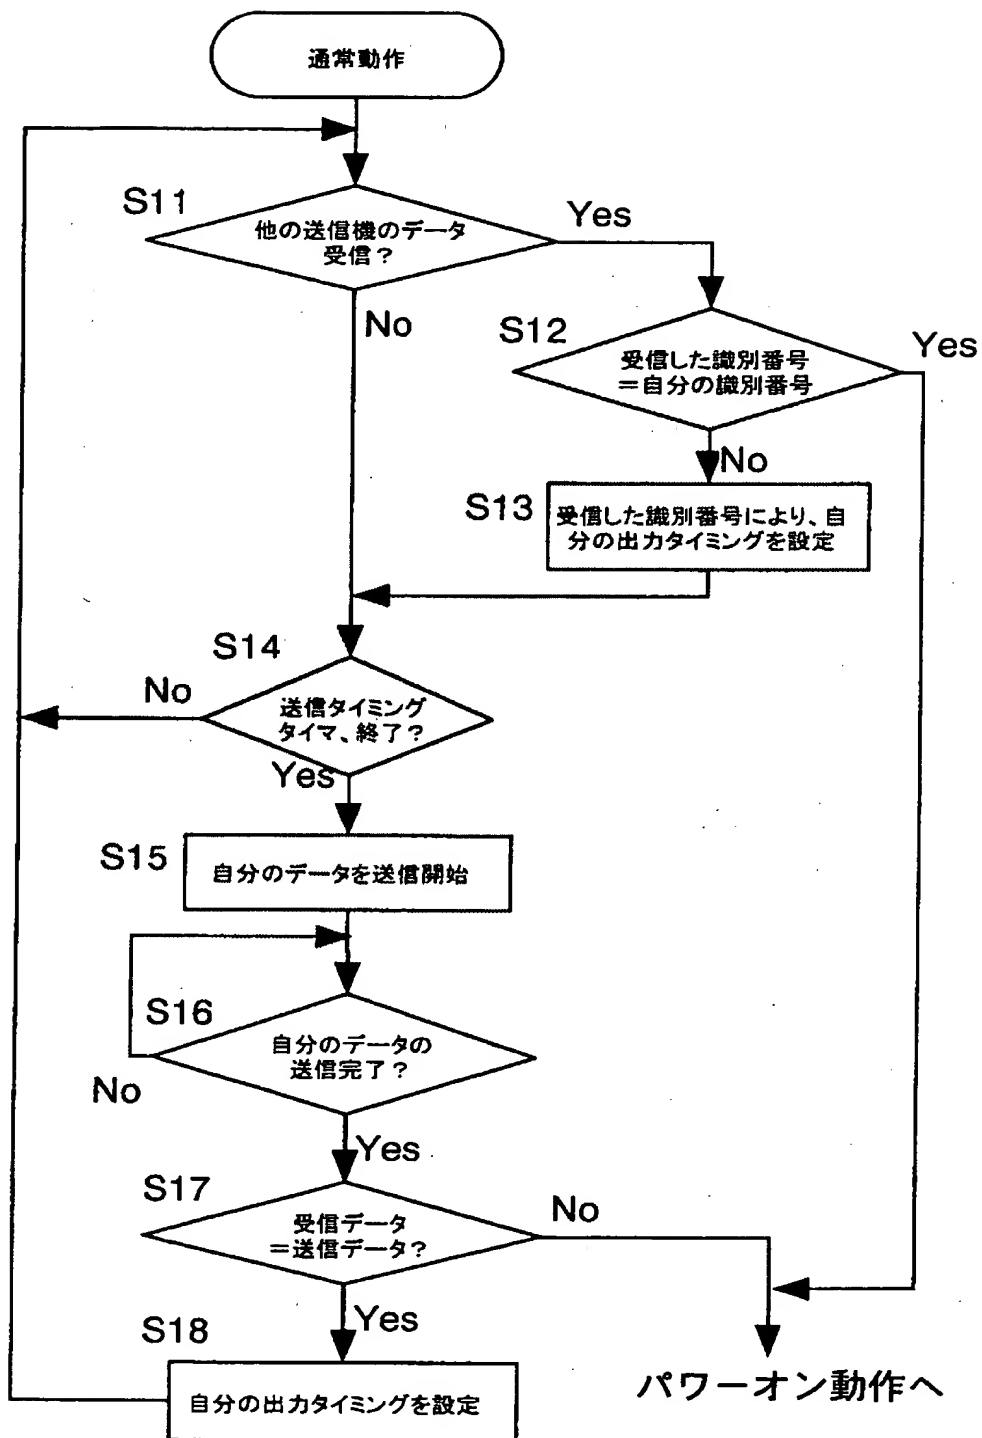 通常動作
S11
他の送信機のデータ
受信？
Yes
No
S12
受信した識別番号
＝自分の識別番号
Yes
No
S13
受信した識別番号により、自
分の出力タイミングを設定
S14
送信タイミング
タイマ、終了？
No
Yes
S15
自分のデータを送信開始
S16
自分のデータの
送信完了？
No
Yes
S17
受信データ
＝送信データ？
No
Yes
S18
自分の出力タイミングを設定
パワーオン動作へ